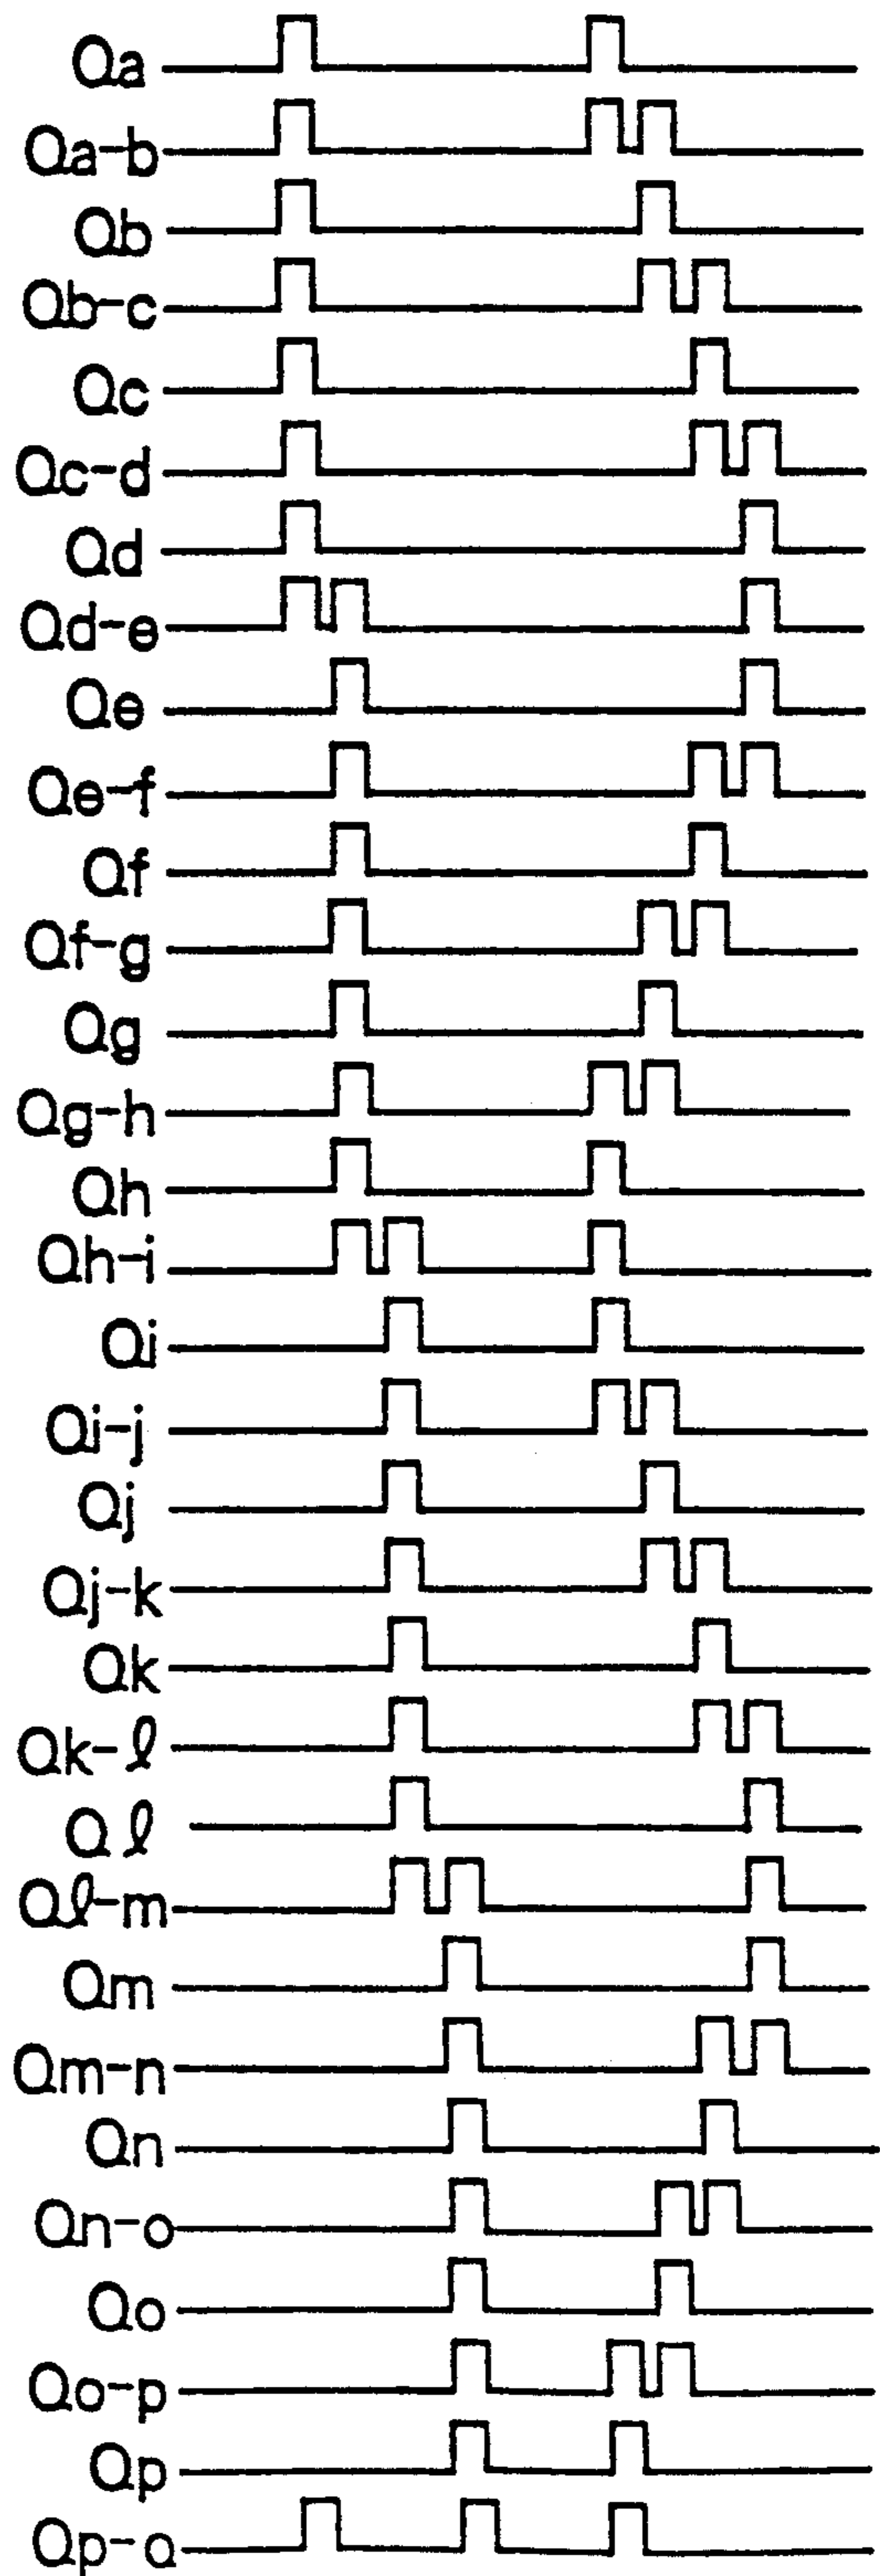 Qa
Qa-b
Qb
Qb-c
Qc
Qc-d
Qd
Qd-e
Qe
Qe-f
Qf
Qf-g
Qg
Qg-h
Qh
Qh-i
Qi
Qi-j
Qj
Qj-k
Qk
Qk-ℓ
Qℓ
Qℓ-m
Qm
Qm-n
Qn
Qn-o
Qo
Qo-p
Qp
Qp-a